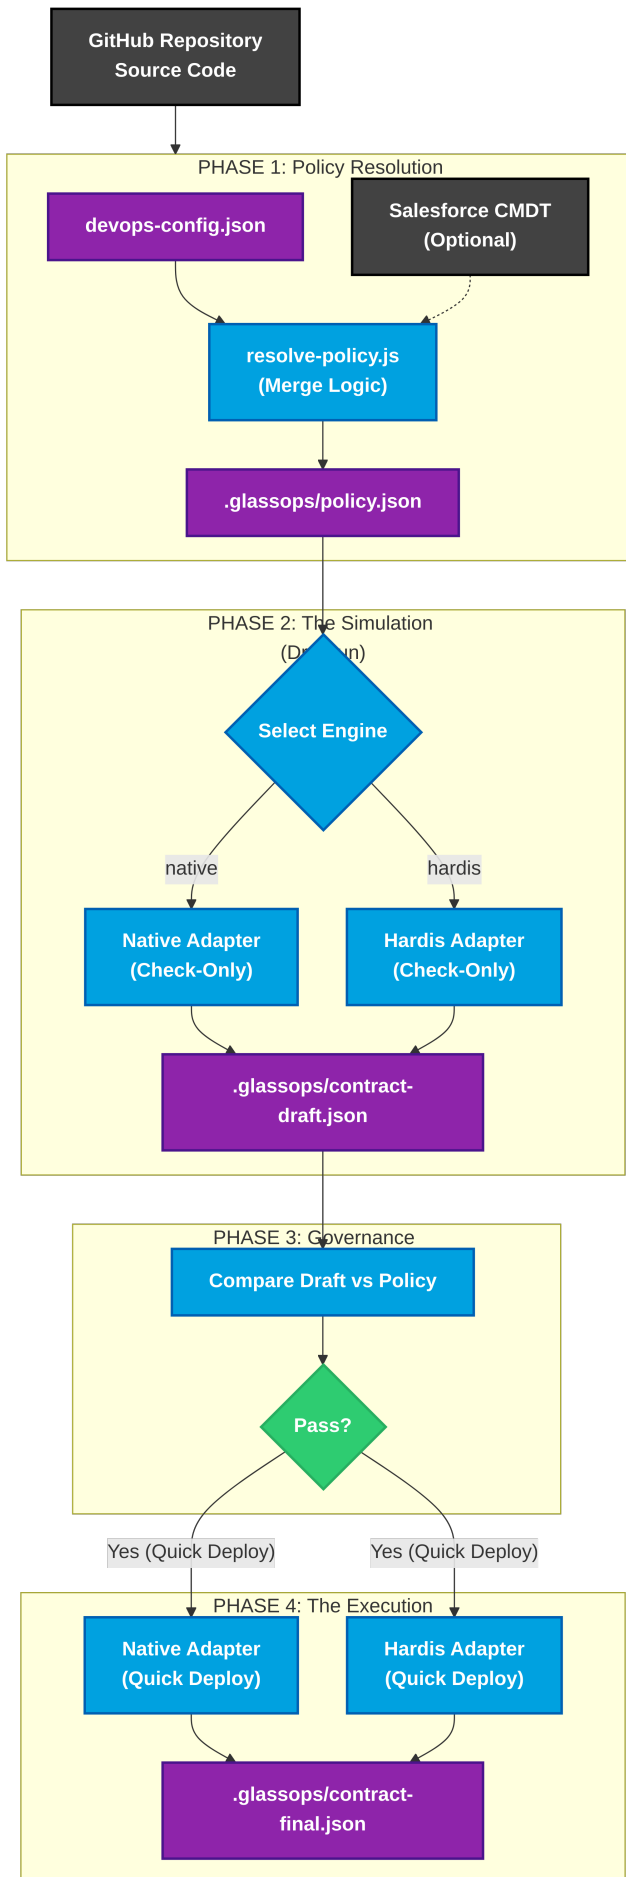 GitHub Repository
Source Code
PHASE 1: Policy Resolution
devops-config.json
Salesforce CMDT
(Optional)
resolve-policy.js
(Merge Logic)
.glassops/policy.json
PHASE 2: The Simulation
Select Engine
native
hardis
Native Adapter
(Check-Only)
Hardis Adapter
(Check-Only)
.glassops/contract-
draft.json
PHASE 3: Governance
Compare Draft vs Policy
Pass?
Yes (Quick Deploy)
Yes (Quick Deploy)
PHASE 4: The Execution
Native Adapter
(Quick Deploy)
Hardis Adapter
(Quick Deploy)
.glassops/contract-
final.json